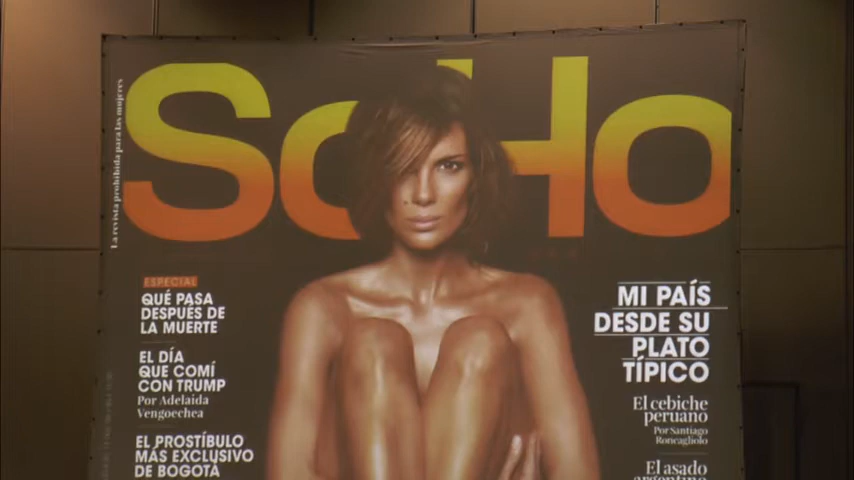 SoHo
La revista prohibida para las mujeres
ESPECIAL
QUÉ PASA
DESPUÉS DE
LA MUERTE
EL DÍA
QUE COMÍ
CON TRUMP
Por Adelaida
Vengoechea
EL PROSTÍBULO
MÁS EXCLUSIVO
DE BOGOTÁ
MI PAÍS
DESDE SU
PLATO
TÍPICO
El cebiche
peruano
Por Santiago
Roncagliolo
El asado
argentino